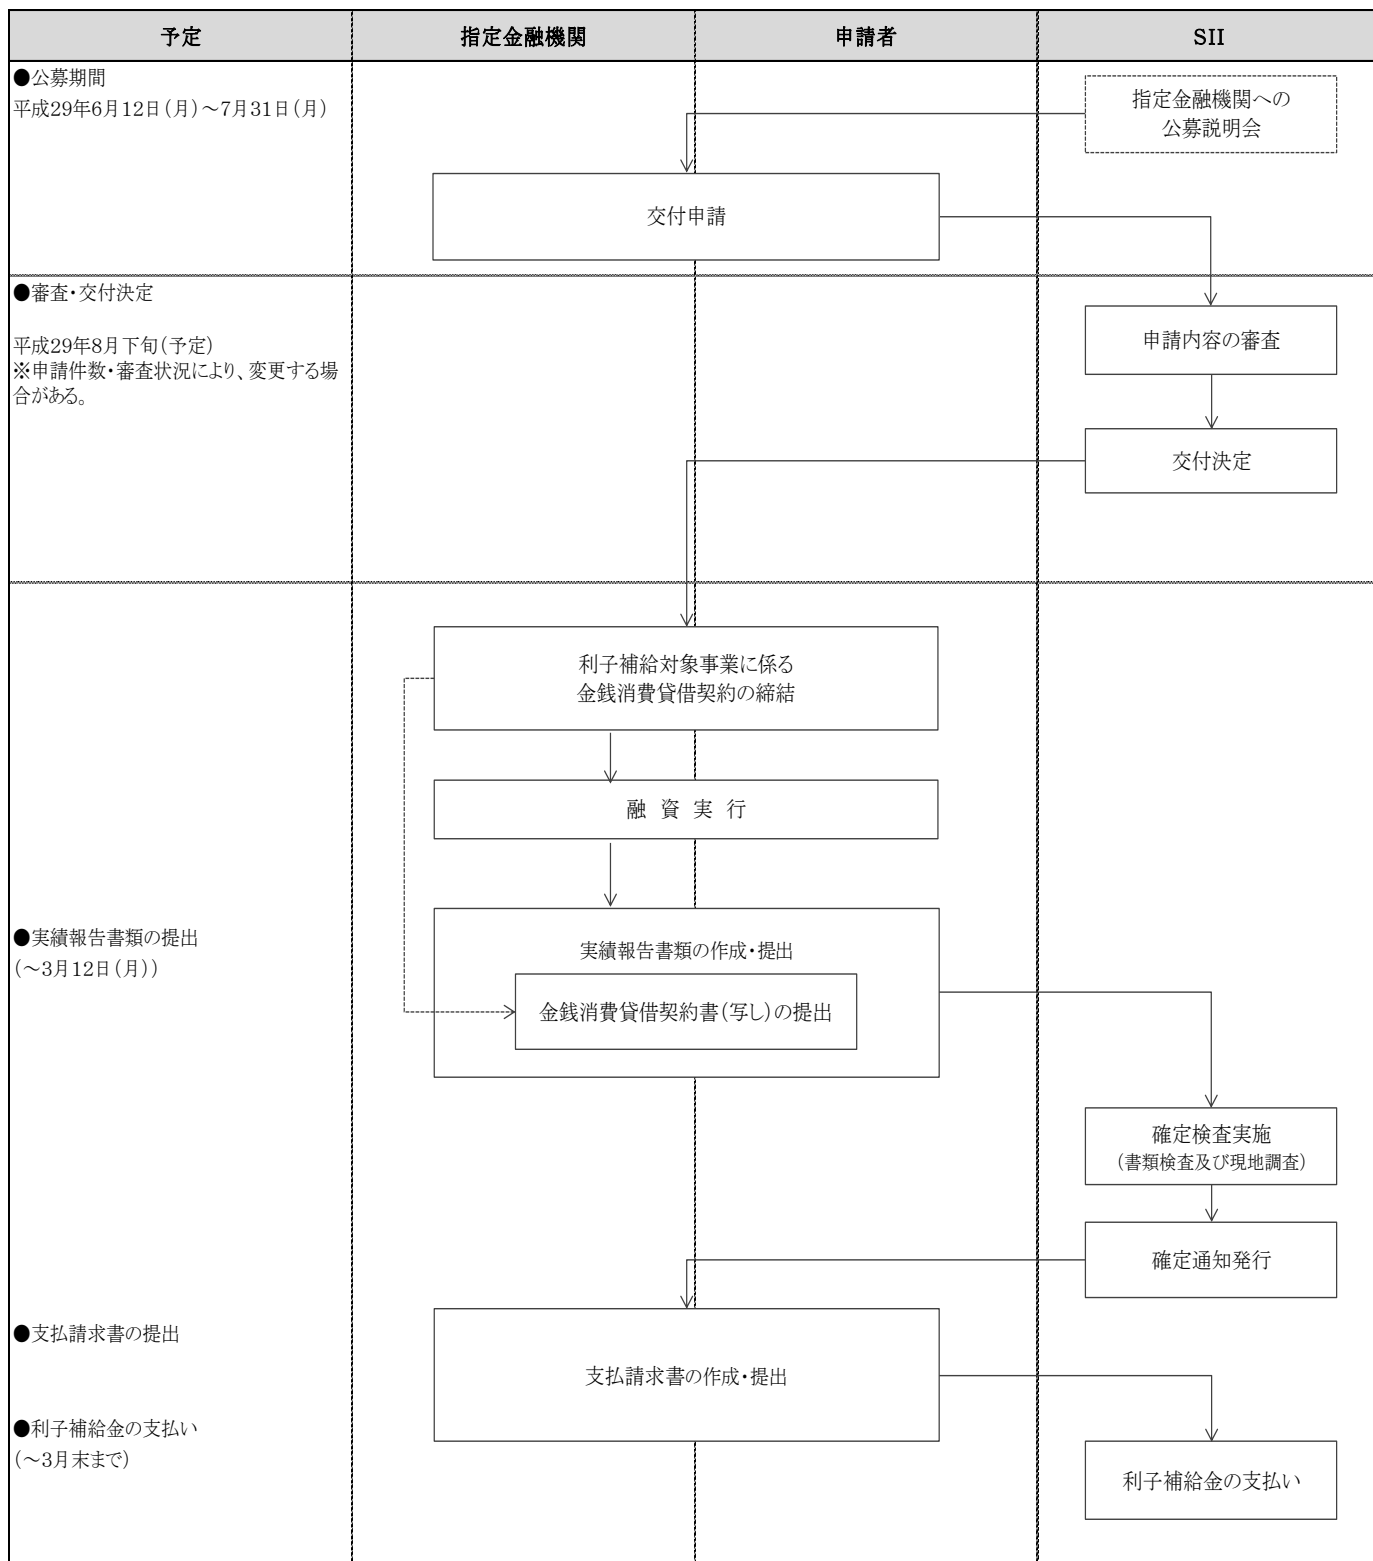 予定
指定金融機関
申請者
SII
●公募期間
平成29年6月12日(月)～7月31日(月)
指定金融機関への
公募説明会
交付申請
●審査・交付決定
平成29年8月下旬(予定)
※申請件数・審査状況により、変更する場
合がある。
申請内容の審査
交付決定
利子補給対象事業に係る
金銭消費貸借契約の締結
融 資 実 行
●実績報告書類の提出
(～3月12日(月))
実績報告書類の作成・提出
金銭消費貸借契約書(写し)の提出
確定検査実施
(書類検査及び現地調査)
確定通知発行
●支払請求書の提出
支払請求書の作成・提出
●利子補給金の支払い
(～3月末まで)
利子補給金の支払い